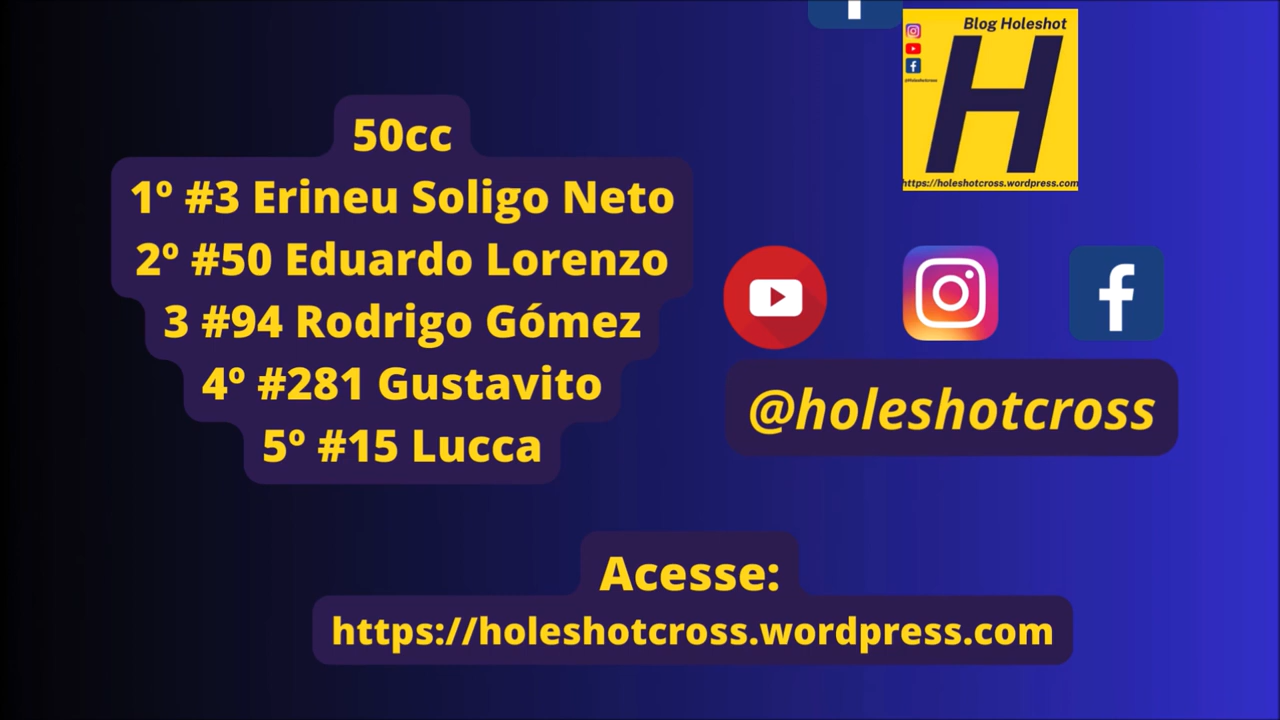 Blog Holeshot
H
@holeshotcross
https://holeshotcross.wordpress.com
50cc
1º #3 Erineu Soligo Neto
2º #50 Eduardo Lorenzo
3 #94 Rodrigo Gómez
4º #281 Gustavito
5º #15 Lucca
@holeshotcross
Acesse:
https://holeshotcross.wordpress.com